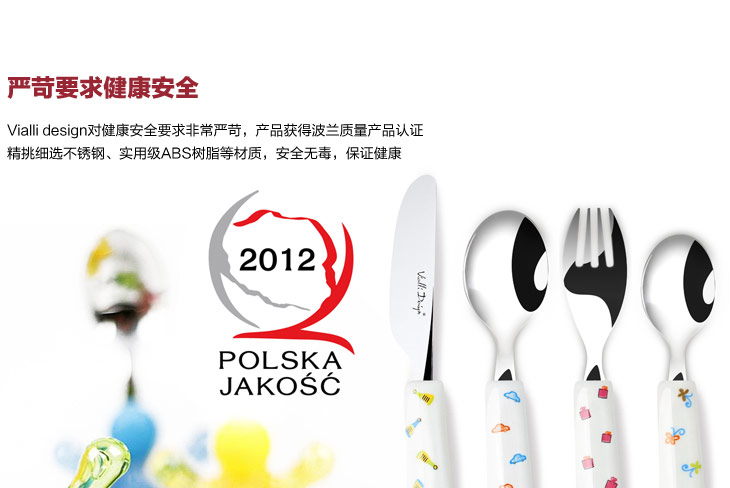 严苛要求健康安全
Vialli design对健康安全要求非常严苛，产品获得波兰质量产品认证
精挑细选不锈钢、实用级ABS树脂等材质，安全无毒，保证健康
2012
POLSKA
JAKOŚĆ
Vialli Design